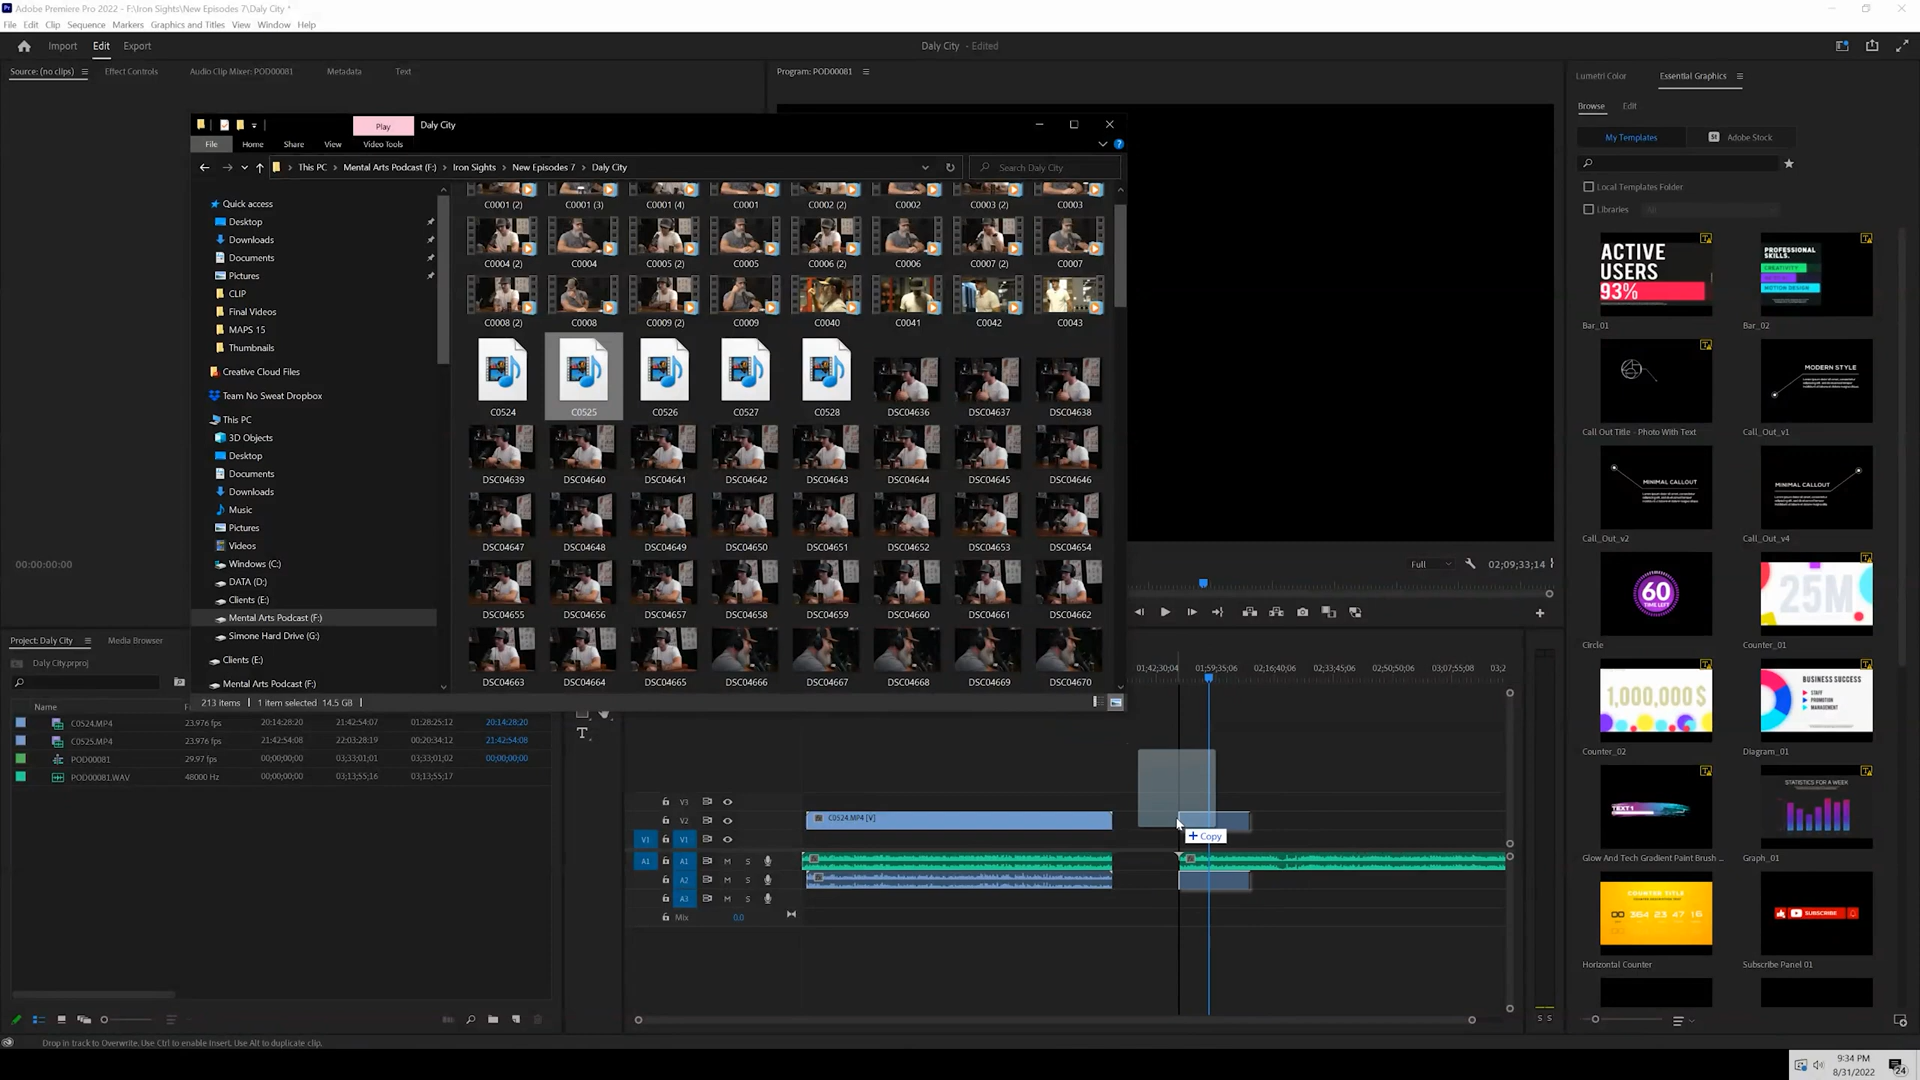 Adobe Premiere Pro 2022 - F:\Iron Sights\New Episodes 7\Daly City *
File Edit Clip Sequence Markers Graphics and Titles View Window Help
Import Edit Export
Daly City - Edited
Source: (no clips) Effect Controls Audio Clip Mixer: POD00081 Metadata Text
Program: POD00081
Lumetri Color Essential Graphics
Browse Edit
My Templates Adobe Stock
Local Templates Folder
Libraries All
Play Daly City
File Home Share View Video Tools
This PC > Mental Arts Podcast (F:) > Iron Sights > New Episodes 7 > Daly City
Search Daly City
Quick access
Desktop
Downloads
Documents
Pictures
CLIP
Final Videos
MAPS 15
Thumbnails
Creative Cloud Files
Team No Sweat Dropbox
This PC
3D Objects
Desktop
Documents
Downloads
Music
Pictures
Videos
Windows (C:)
DATA (D:)
Clients (E:)
Mental Arts Podcast (F:)
Simone Hard Drive (G:)
Clients (E:)
Mental Arts Podcast (F:)
C0001 (2) C0001 (3) C0001 (4) C0001 C0002 (2) C0002 C0003 (2) C0003
C0004 (2) C0004 C0005 (2) C0005 C0006 (2) C0006 C0007 (2) C0007
C0008 (2) C0008 C0009 (2) C0009 C0040 C0041 C0042 C0043
C0524 C0525 C0526 C0527 C0528 DSC04636 DSC04637 DSC04638
DSC04639 DSC04640 DSC04641 DSC04642 DSC04643 DSC04644 DSC04645 DSC04646
DSC04647 DSC04648 DSC04649 DSC04650 DSC04651 DSC04652 DSC04653 DSC04654
DSC04655 DSC04656 DSC04657 DSC04658 DSC04659 DSC04660 DSC04661 DSC04662
DSC04663 DSC04664 DSC04665 DSC04666 DSC04667 DSC04668 DSC04669 DSC04670
213 items 1 item selected 14.5 GB
00:00:00:00
Full 02;09;33;14
Project: Daly City Media Browser
Daly City.prproj
Name
C0524.MP4 23.976 fps 20:14:28:20 21:42:54:07 01:28:25:12 20:14:28:20
C0525.MP4 23.976 fps 21:42:54:08 22:03:28:19 00:20:34:12 21:42:54:08
POD00081 29.97 fps 00;00;00;00 03;33;01;01 03;33;01;02 00;00;00;00
POD00081.WAV 48000 Hz 00;00;00;00 03;13;55;16 03;13;55;17
01;42;30;04 01;59;35;06 02;16;40;06 02;33;45;06 02;50;50;06 03;07;55;08 03;2
V3
V2
V1 V1
A1 A1 M S
A2 M S
A3 M S
Mix 0.0
C0524.MP4 [V]
Copy
ACTIVE
USERS
93%
Bar_01
PROFESSIONAL
SKILLS.
CREATIVITY
MOTION DESIGN
Bar_02
Call Out Title - Photo With Text
MODERN STYLE
Call_Out_v1
MINIMAL CALLOUT
Call_Out_v2
MINIMAL CALLOUT
Call_Out_v4
60
TIME LEFT
Circle
25M
Counter_01
1,000,000 $
Counter_02
BUSINESS SUCCESS
STAFF
PROMOTION
MANAGEMENT
Diagram_01
TEXT 1
Glow And Tech Gradient Paint Brush ...
STATISTICS FOR A WEEK
Graph_01
COUNTER TITLE
364 23 47 16
Horizontal Counter
SUBSCRIBE
Subscribe Panel 01
S S
Drop in track to Overwrite. Use Ctrl to enable Insert. Use Alt to duplicate clip.
9:34 PM
8/31/2022
24